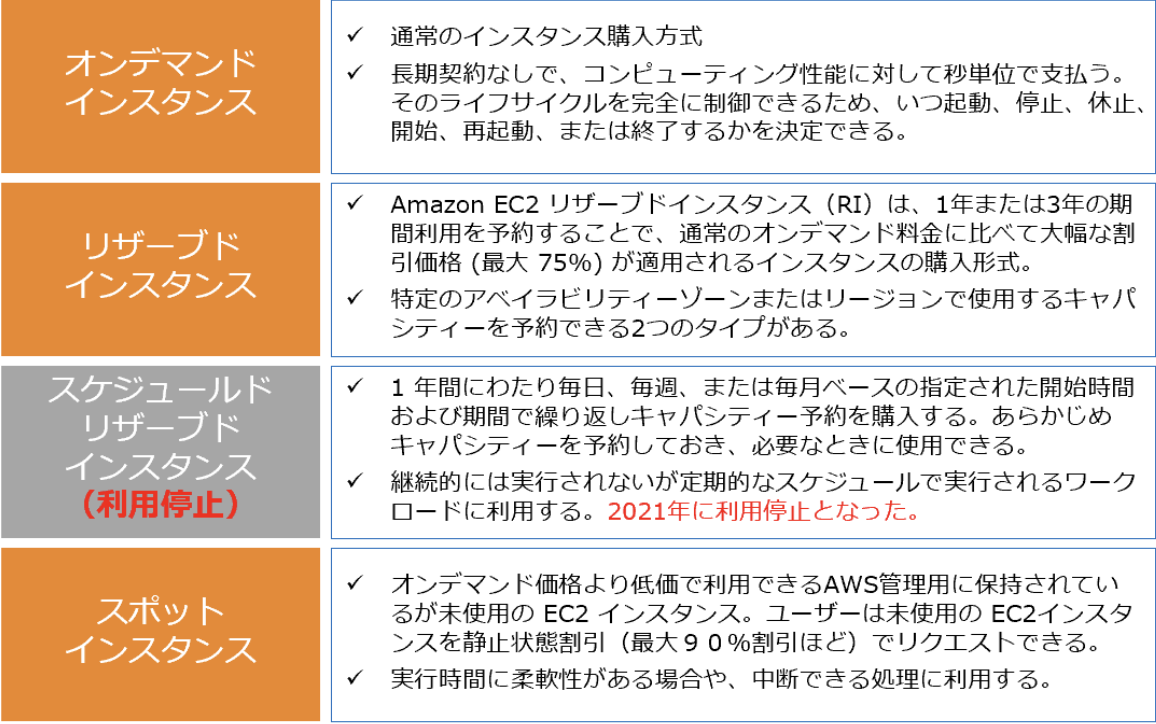 オンデマンド
インスタンス
✓ 通常のインスタンス購入方式
✓ 長期契約なしで、コンピューティング性能に対して秒単位で支払う。
そのライフサイクルを完全に制御できるため、いつ起動、停止、休止、
開始、再起動、または終了するかを決定できる。
リザーブド
インスタンス
✓ Amazon EC2 リザーブドインスタンス（RI）は、1年または3年の期
間利用を予約することで、通常のオンデマンド料金に比べて大幅な割
引価格 (最大 75%) が適用されるインスタンスの購入形式。
✓ 特定のアベイラビリティーゾーンまたはリージョンで使用するキャパ
シティーを予約できる2つのタイプがある。
スケジュールド
リザーブド
インスタンス
（利用停止）
✓ 1 年間にわたり毎日、毎週、または毎月ベースの指定された開始時間
および期間で繰り返しキャパシティー予約を購入する。あらかじめ
キャパシティーを予約しておき、必要なときに使用できる。
✓ 継続的には実行されないが定期的なスケジュールで実行されるワーク
ロードに利用する。2021年に利用停止となった。
スポット
インスタンス
✓ オンデマンド価格より低価で利用できるAWS管理用に保持されてい
るが未使用の EC2 インスタンス。ユーザーは未使用の EC2インスタ
ンスを静止状態割引（最大９０％割引ほど）でリクエストできる。
✓ 実行時間に柔軟性がある場合や、中断できる処理に利用する。